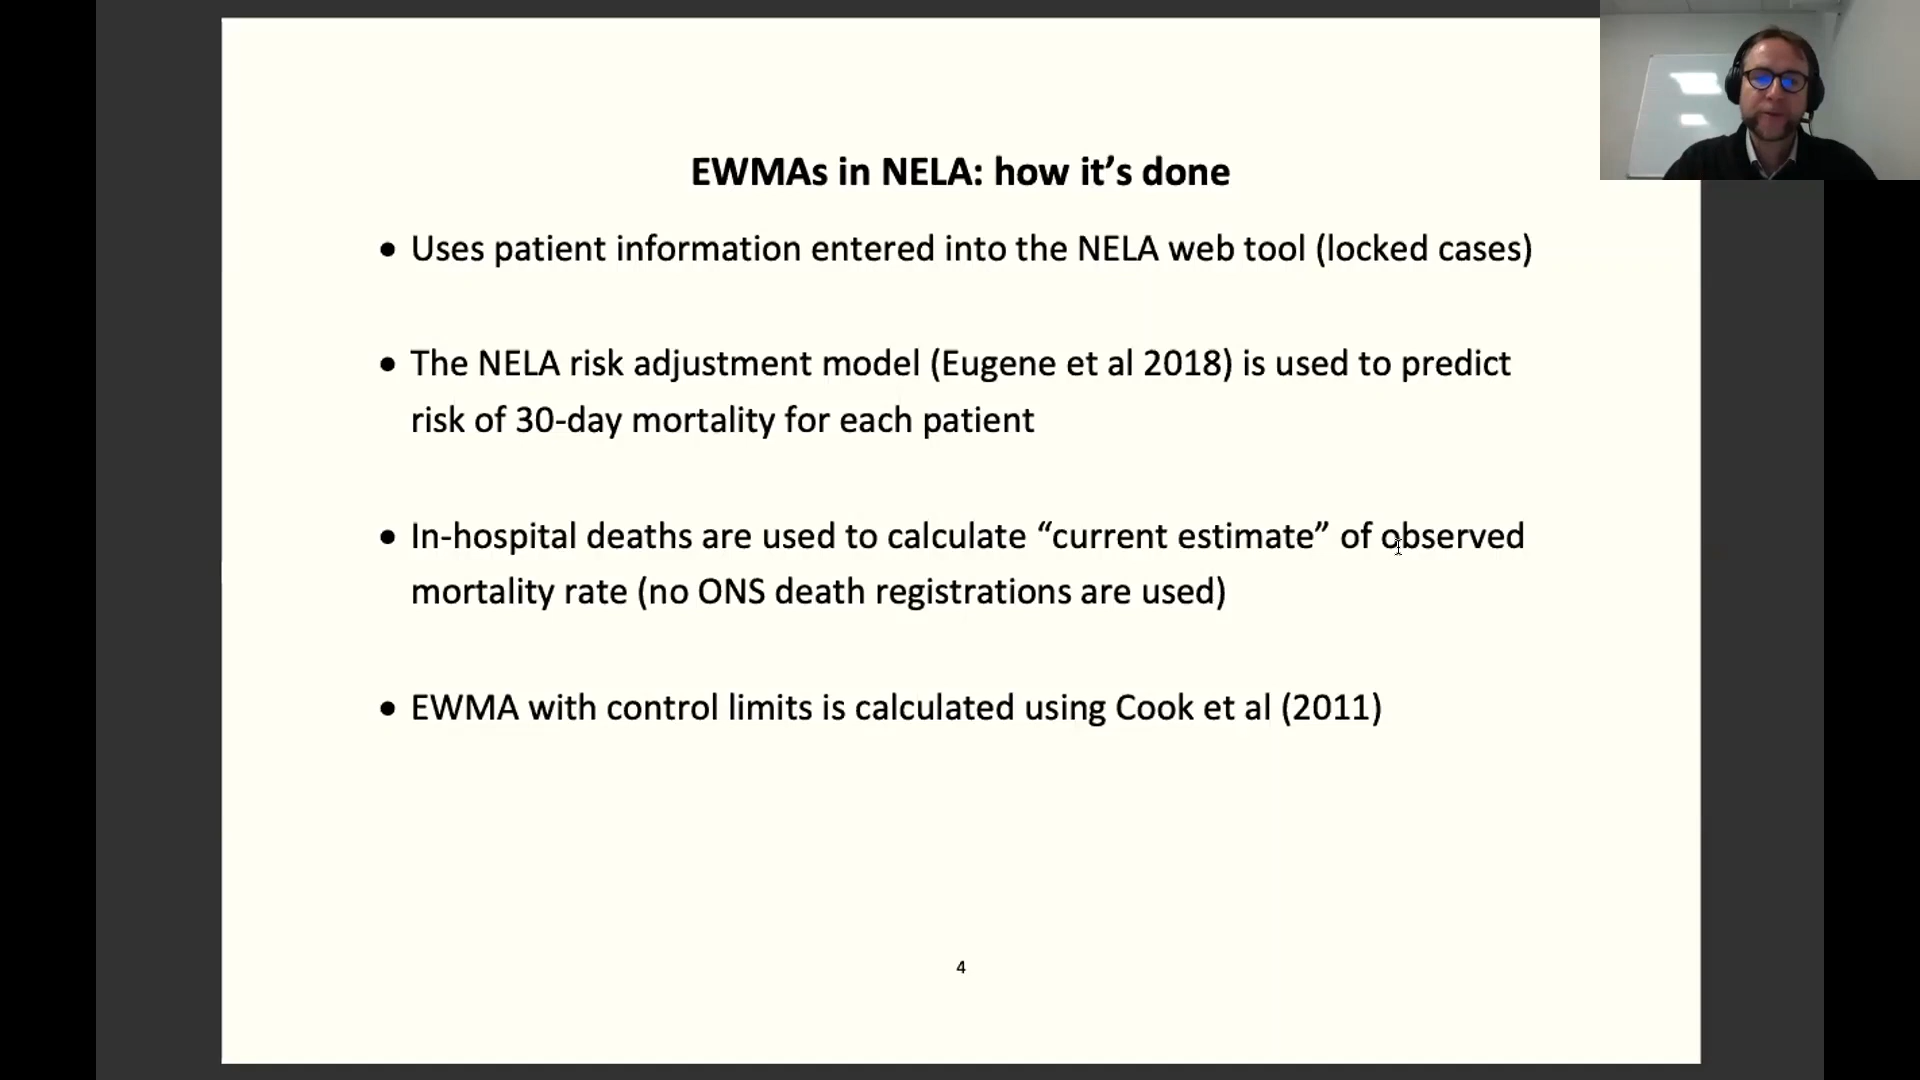 EWMAs in NELA: how it’s done
• Uses patient information entered into the NELA web tool (locked cases)
• The NELA risk adjustment model (Eugene et al 2018) is used to predict
risk of 30-day mortality for each patient
• In-hospital deaths are used to calculate “current estimate” of observed
mortality rate (no ONS death registrations are used)
• EWMA with control limits is calculated using Cook et al (2011)
4